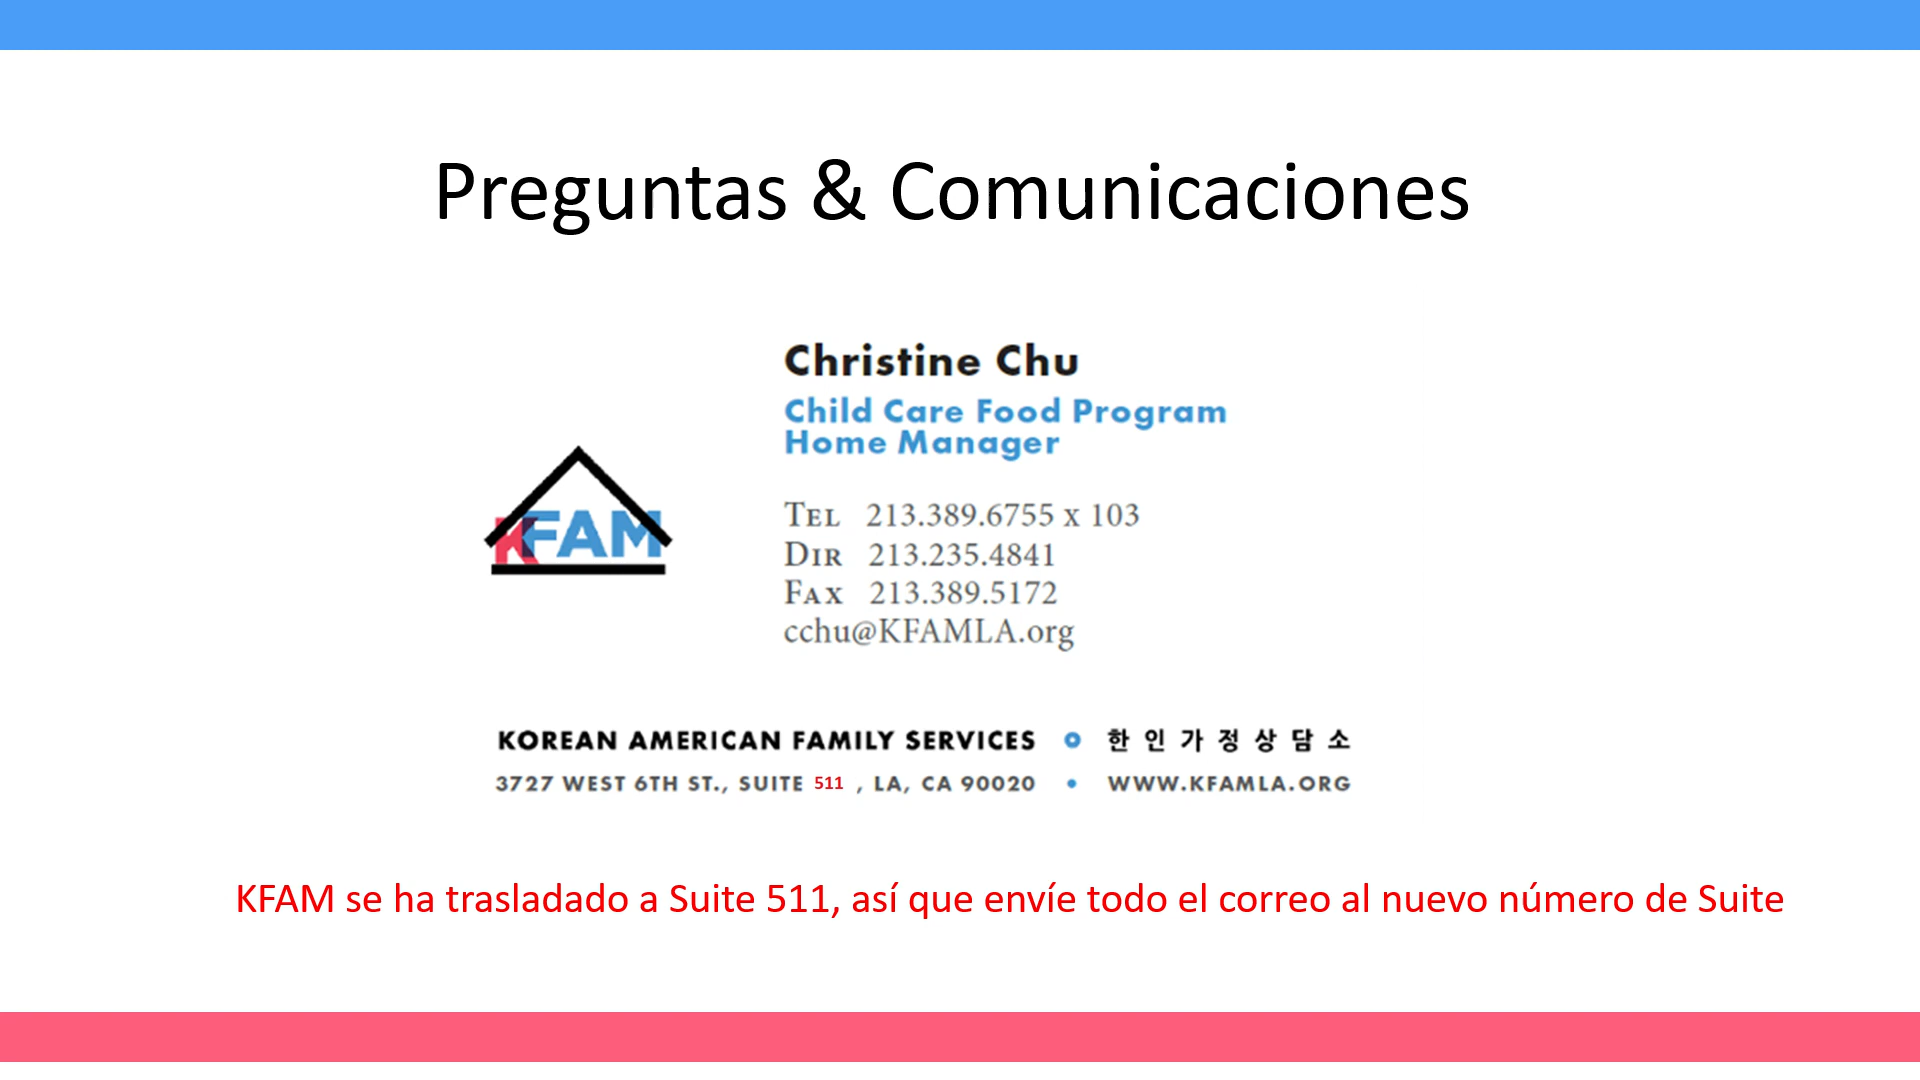 Preguntas & Comunicaciones
Christine Chu
Child Care Food Program
Home Manager
KFAM
TEL 213.389.6755 x 103
DIR 213.235.4841
FAX 213.389.5172
cchu@KFAMLA.org
KOREAN AMERICAN FAMILY SERVICES 한인가정상담소
3727 WEST 6TH ST., SUITE 511 , LA, CA 90020 • WWW.KFAMLA.ORG
KFAM se ha trasladado a Suite 511, así que envíe todo el correo al nuevo número de Suite